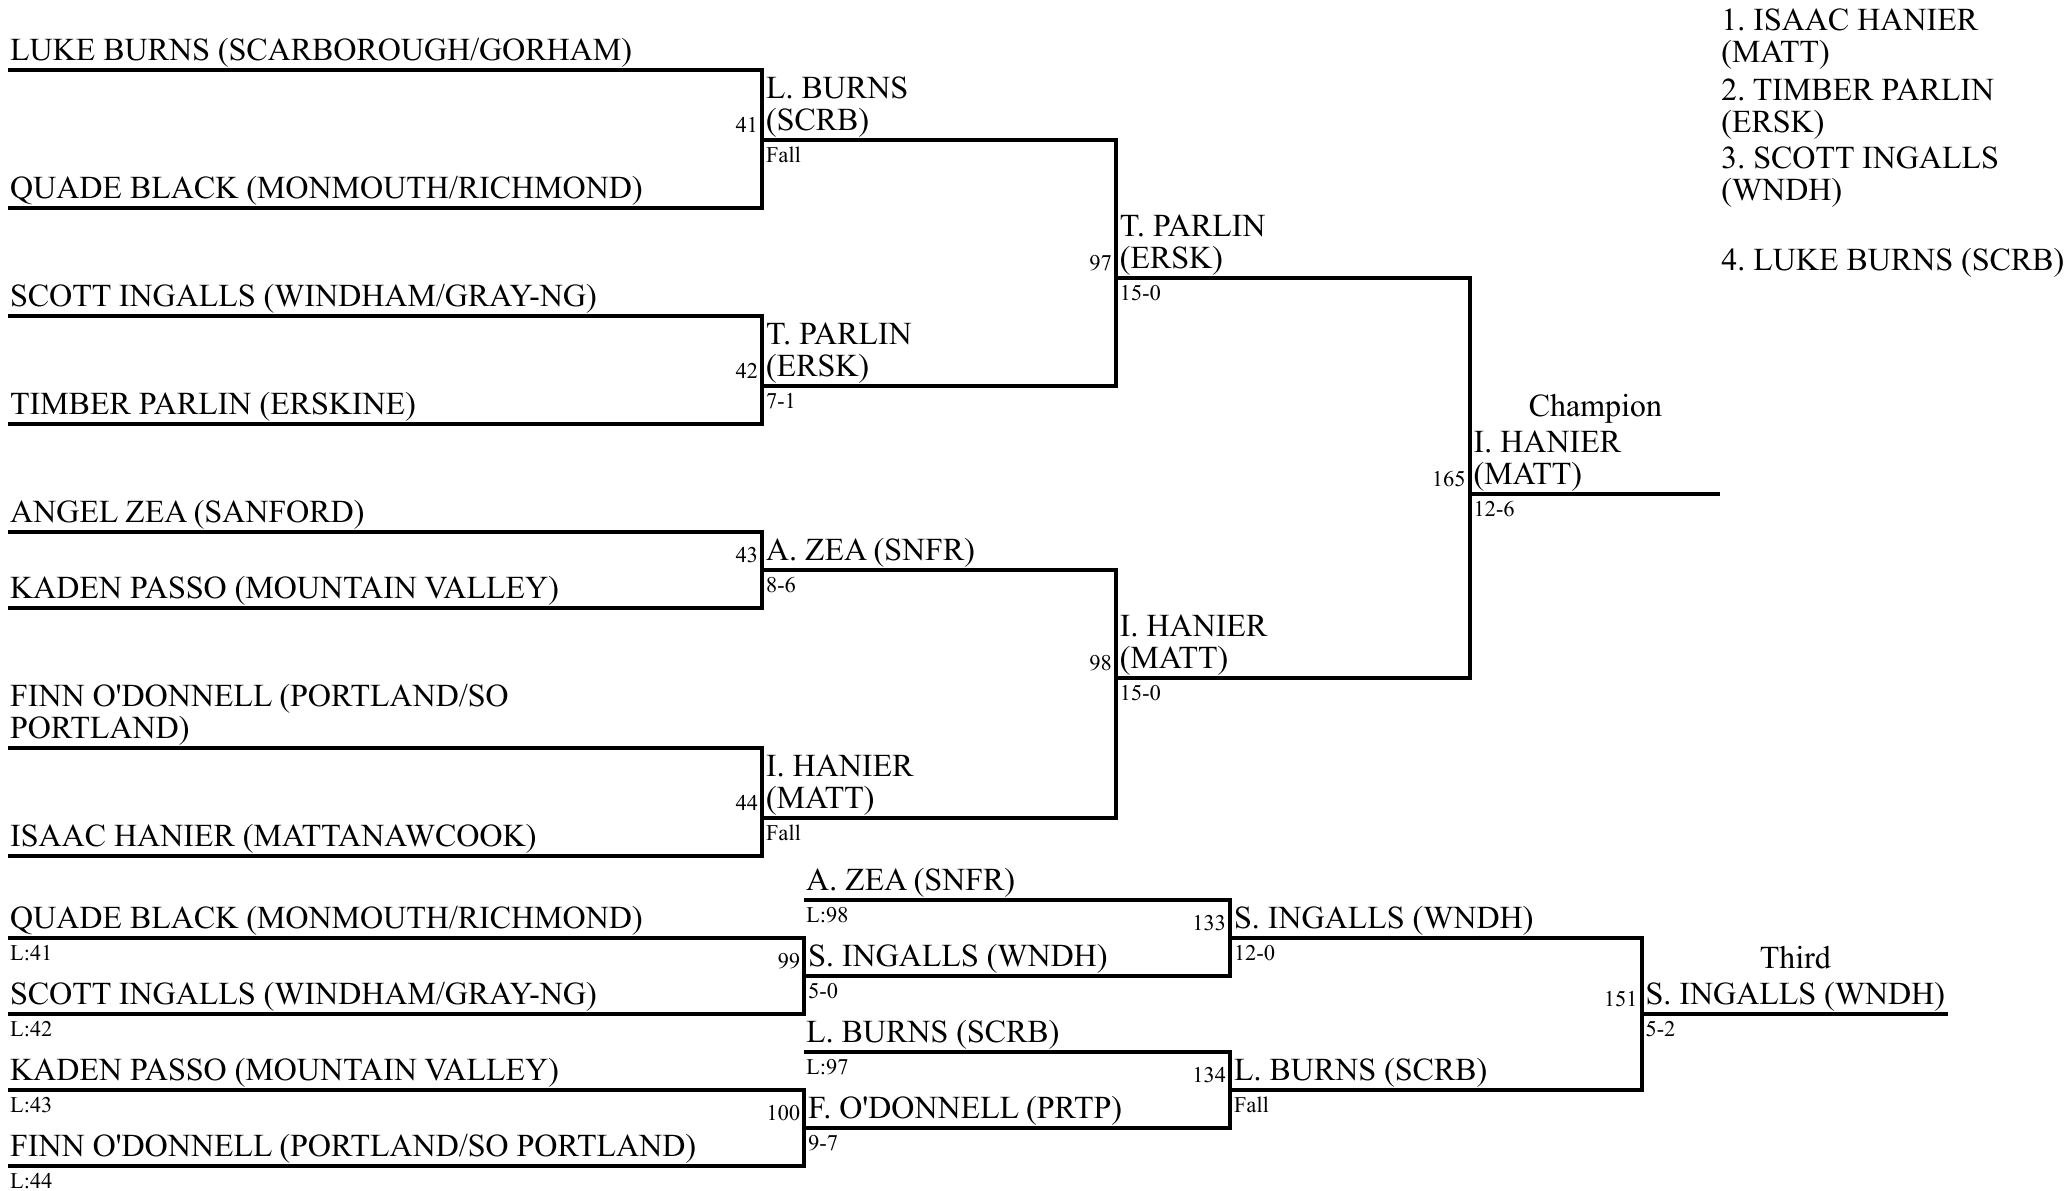 LUKE BURNS (SCARBOROUGH/GORHAM)
41
L. BURNS
(SCRB)
Fall
QUADE BLACK (MONMOUTH/RICHMOND)
SCOTT INGALLS (WINDHAM/GRAY-NG)
42
T. PARLIN
(ERSK)
7-1
TIMBER PARLIN (ERSKINE)
97
T. PARLIN
(ERSK)
15-0
ANGEL ZEA (SANFORD)
43
A. ZEA (SNFR)
8-6
KADEN PASSO (MOUNTAIN VALLEY)
98
I. HANIER
(MATT)
15-0
FINN O'DONNELL (PORTLAND/SO
PORTLAND)
44
I. HANIER
(MATT)
Fall
ISAAC HANIER (MATTANAWCOOK)
165
Champion
I. HANIER
(MATT)
12-6
1. ISAAC HANIER
(MATT)
2. TIMBER PARLIN
(ERSK)
3. SCOTT INGALLS
(WNDH)
4. LUKE BURNS (SCRB)
QUADE BLACK (MONMOUTH/RICHMOND)
L:41
SCOTT INGALLS (WINDHAM/GRAY-NG)
L:42
KADEN PASSO (MOUNTAIN VALLEY)
L:43
FINN O'DONNELL (PORTLAND/SO PORTLAND)
L:44
A. ZEA (SNFR)
L:98
99
S. INGALLS (WNDH)
5-0
L. BURNS (SCRB)
L:97
100
F. O'DONNELL (PRTP)
9-7
133
S. INGALLS (WNDH)
12-0
134
L. BURNS (SCRB)
Fall
151
Third
S. INGALLS (WNDH)
5-2